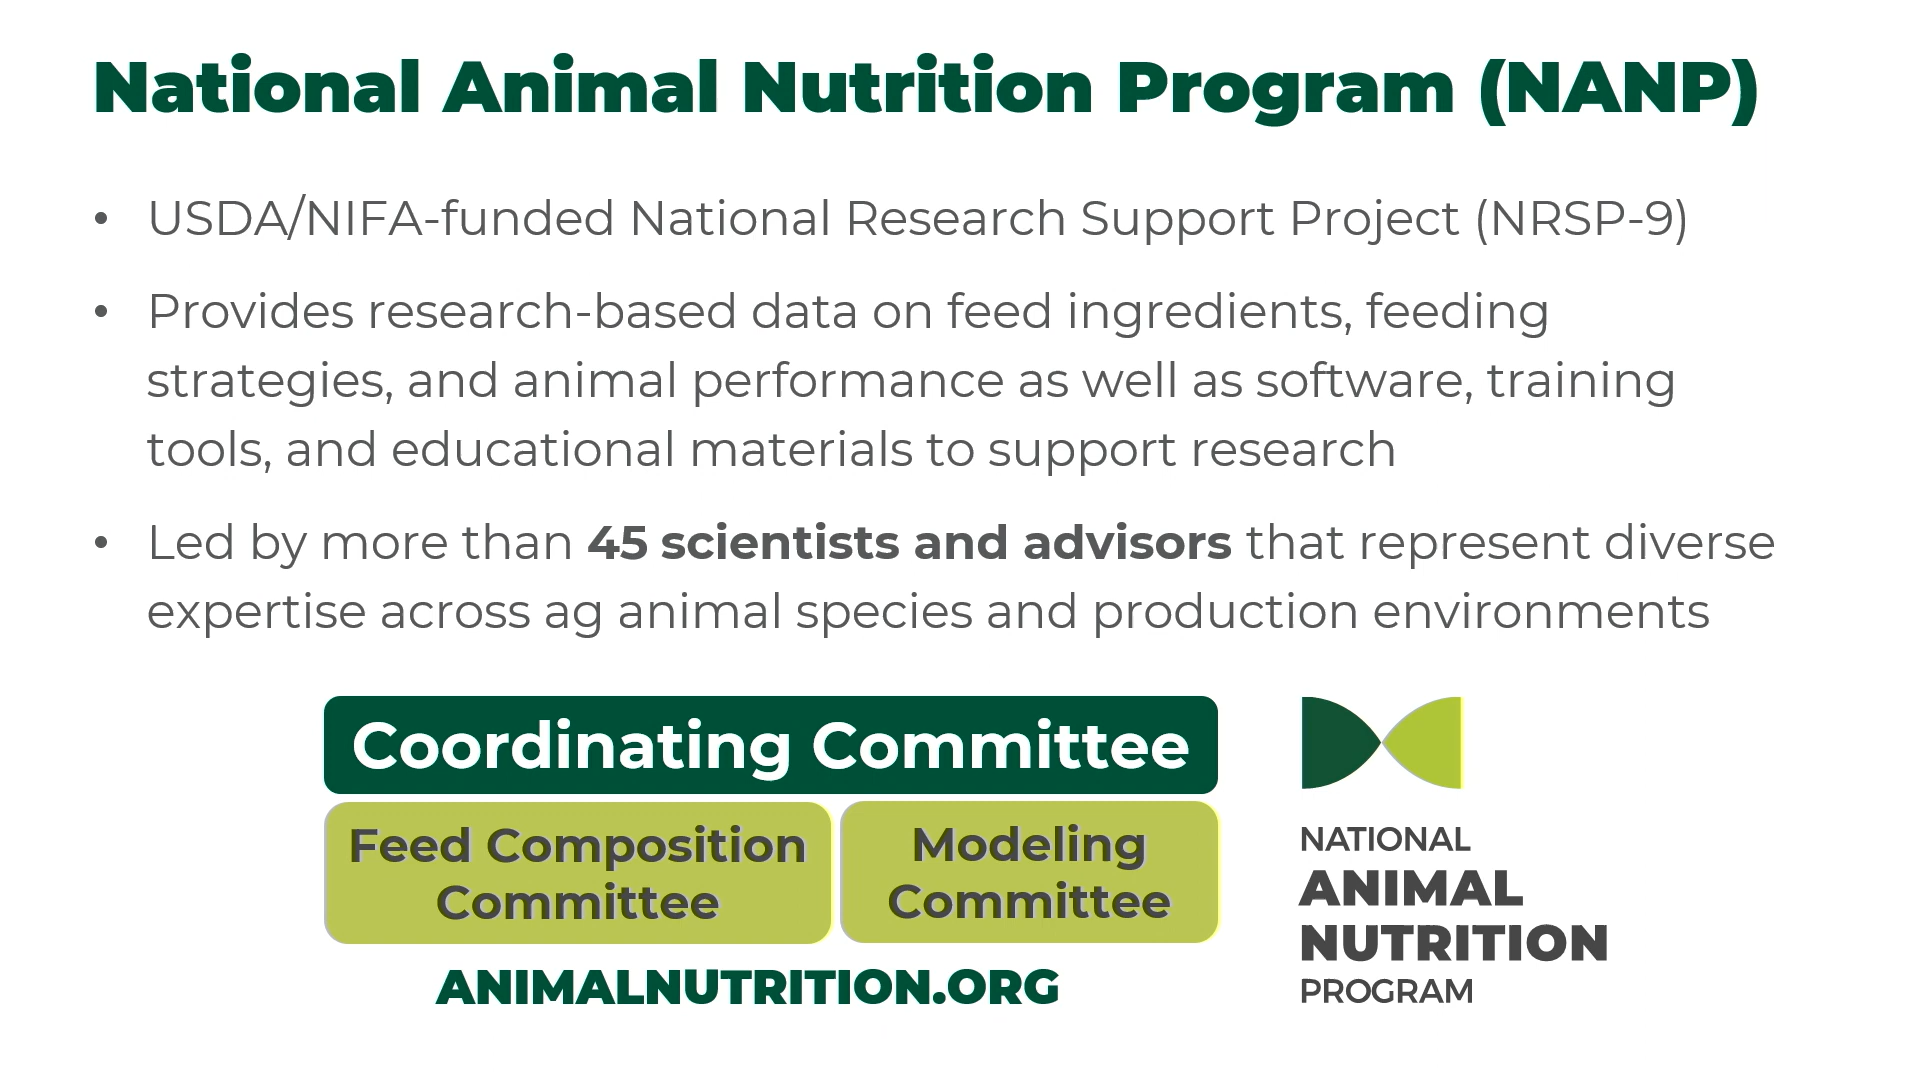 National Animal Nutrition Program (NANP)
• USDA/NIFA-funded National Research Support Project (NRSP-9)
• Provides research-based data on feed ingredients, feeding
strategies, and animal performance as well as software, training
tools, and educational materials to support research
• Led by more than 45 scientists and advisors that represent diverse
expertise across ag animal species and production environments
Coordinating Committee
Feed Composition
Committee
Modeling
Committee
ANIMALNUTRITION.ORG
NATIONAL
ANIMAL
NUTRITION
PROGRAM